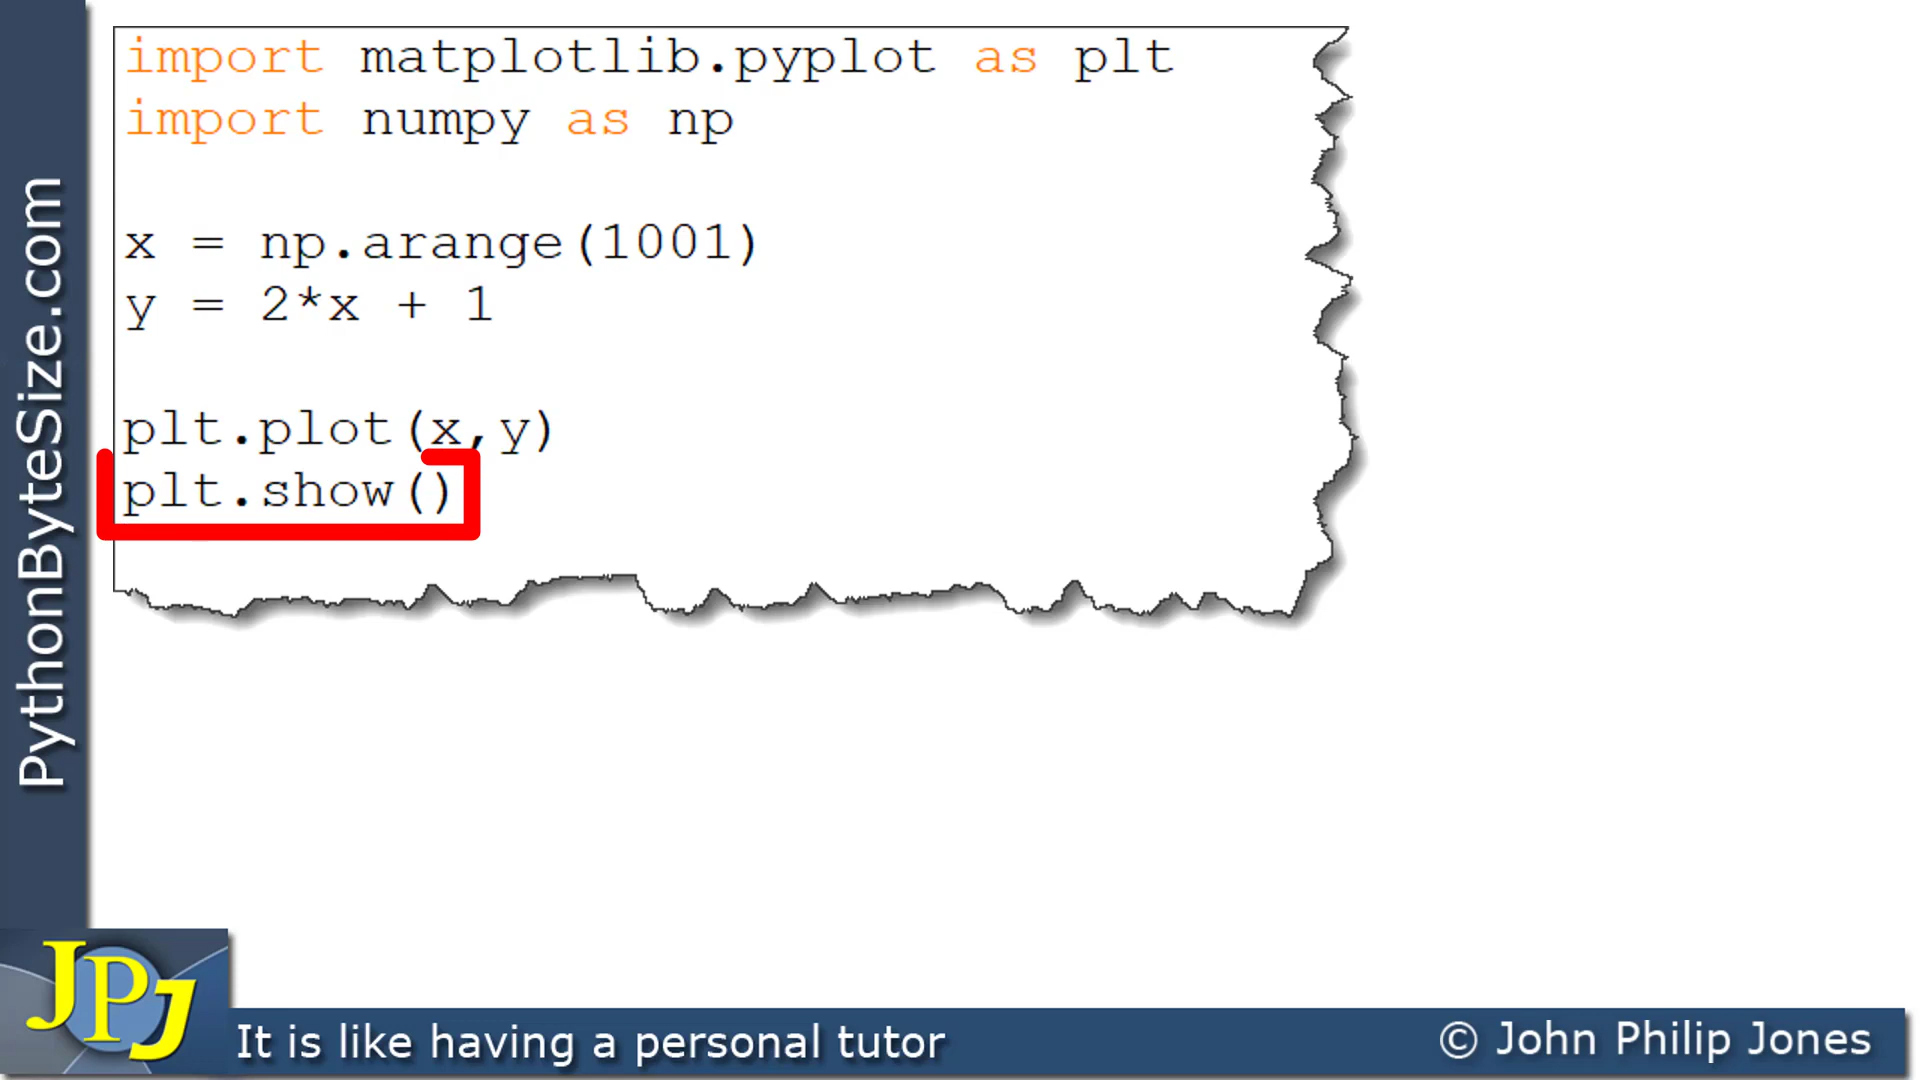 import matplotlib.pyplot as plt
import numpy as np
x = np.arange(1001)
y = 2*x + 1
plt.plot(x,y)
plt.show()
PythonByteSize.com
JPJ
It is like having a personal tutor
© John Philip Jones